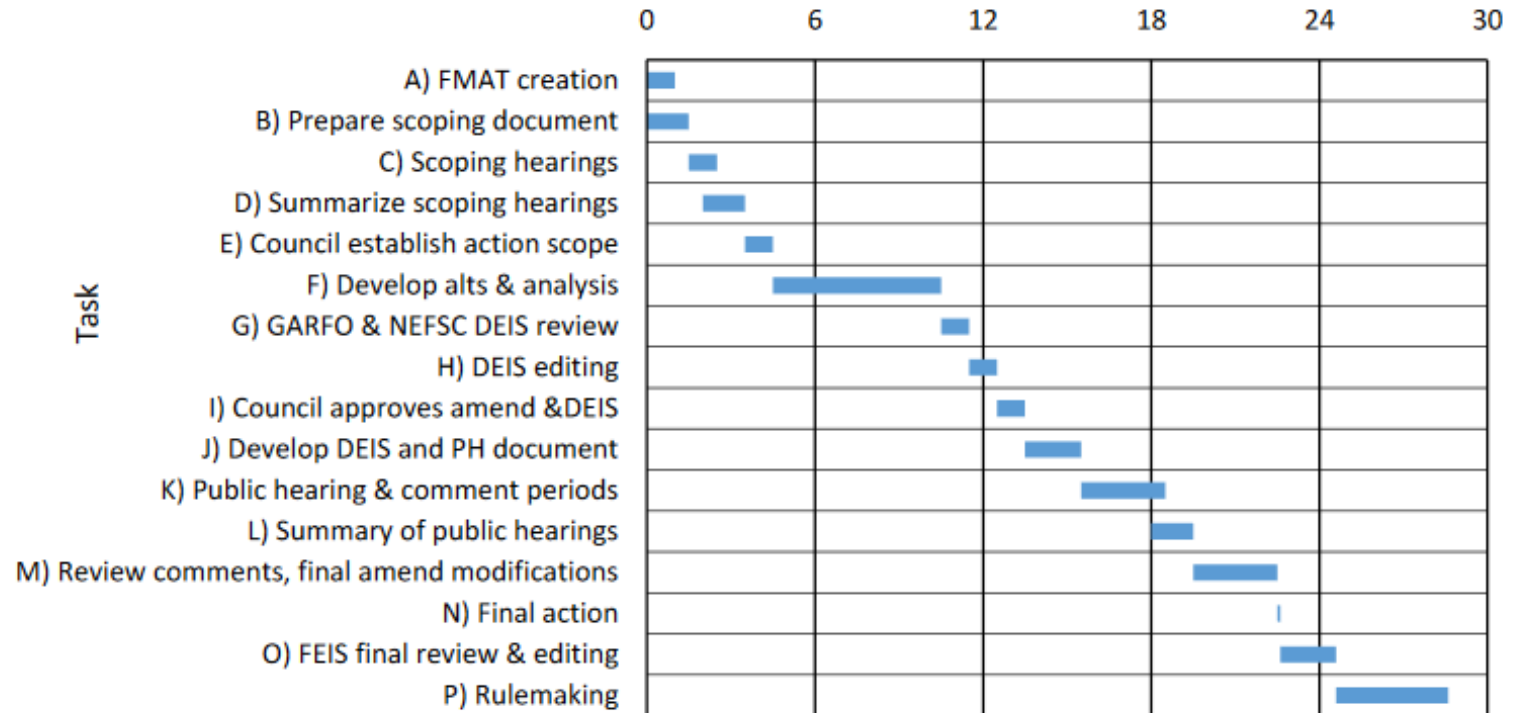 0 6 12 18 24 30
A) FMAT creation
B) Prepare scoping document
C) Scoping hearings
D) Summarize scoping hearings
E) Council establish action scope
F) Develop alts & analysis
G) GARFO & NEFSC DEIS review
H) DEIS editing
I) Council approves amend &DEIS
J) Develop DEIS and PH document
K) Public hearing & comment periods
L) Summary of public hearings
M) Review comments, final amend modifications
N) Final action
O) FEIS final review & editing
P) Rulemaking
Task